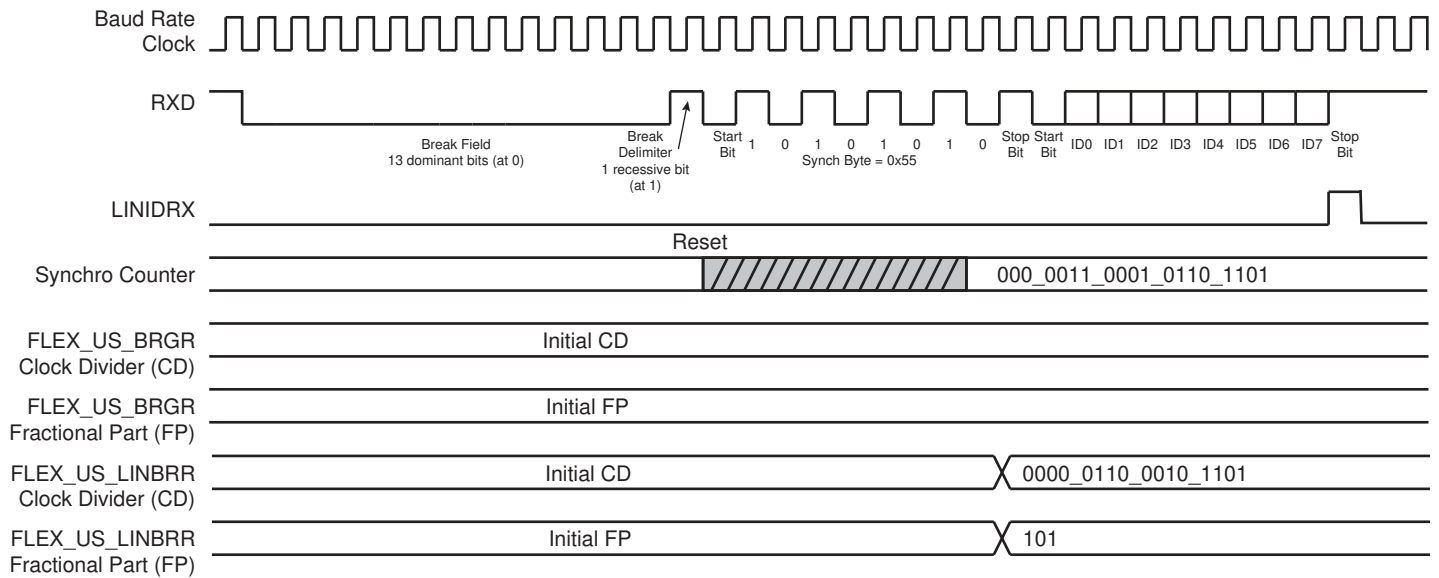 Baud Rate
Clock
RXD
Break Field
13 dominant bits (at 0)
Break
Delimiter
1 recessive bit
(at 1)
Start
Bit
1 0 1 0 1 0 1 0
Synch Byte = 0x55
Stop
Bit
Start
Bit
ID0 ID1 ID2 ID3 ID4 ID5 ID6 ID7
Stop
Bit
LINIDRX
Reset
Synchro Counter
000_0011_0001_0110_1101
FLEX_US_BRGR
Clock Divider (CD)
Initial CD
FLEX_US_BRGR
Fractional Part (FP)
Initial FP
FLEX_US_LINBRR
Clock Divider (CD)
Initial CD
0000_0110_0010_1101
FLEX_US_LINBRR
Fractional Part (FP)
Initial FP
101